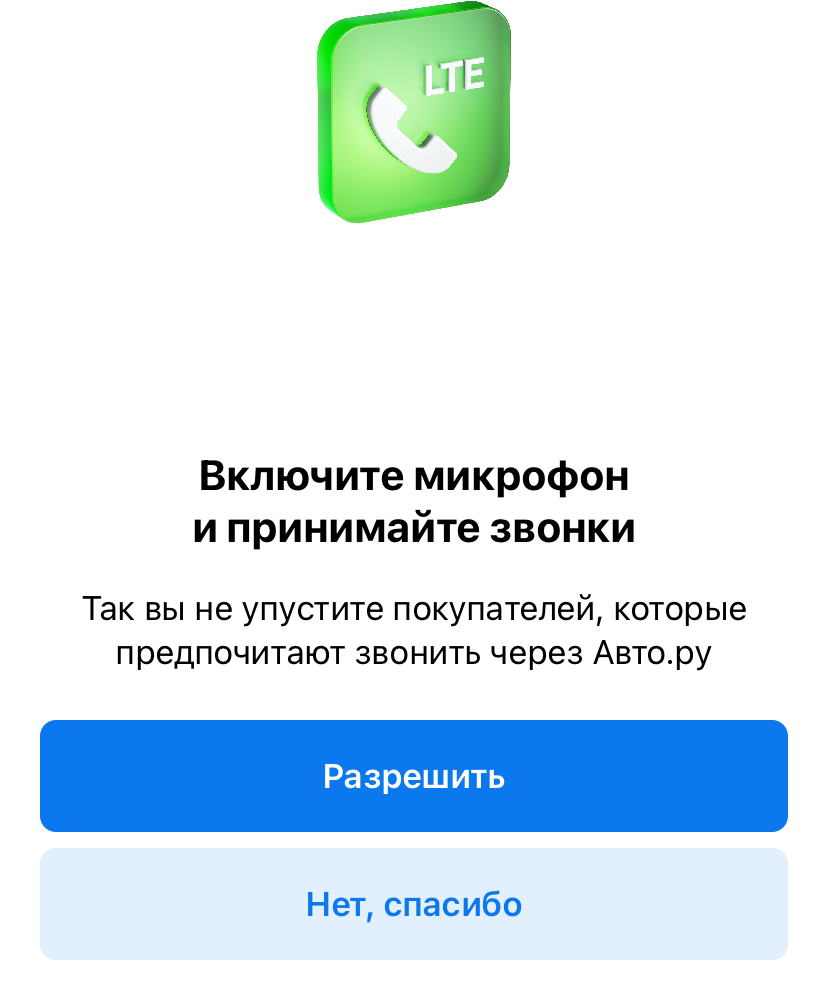 LTE
Включите микрофон
и принимайте звонки
Так вы не упустите покупателей, которые
предпочитают звонить через Авто.ру
Разрешить
Нет, спасибо